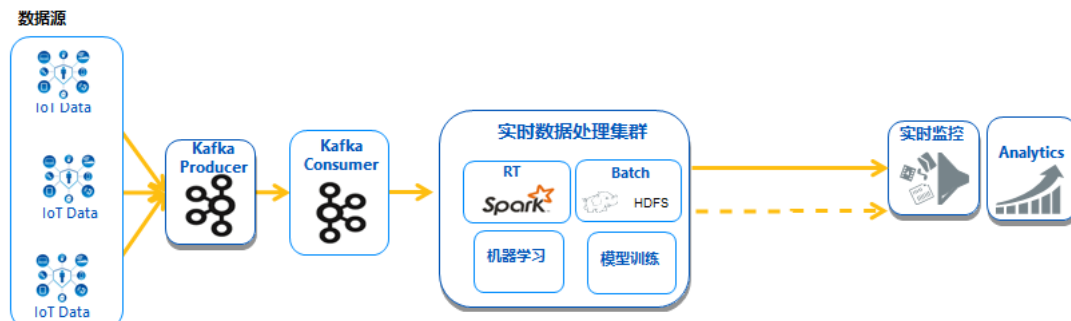 数据源
IoT Data
IoT Data
IoT Data
Kafka
Producer
Kafka
Consumer
实时数据处理集群
RT
Spark
Batch
HDFS
机器学习
模型训练
实时监控
Analytics